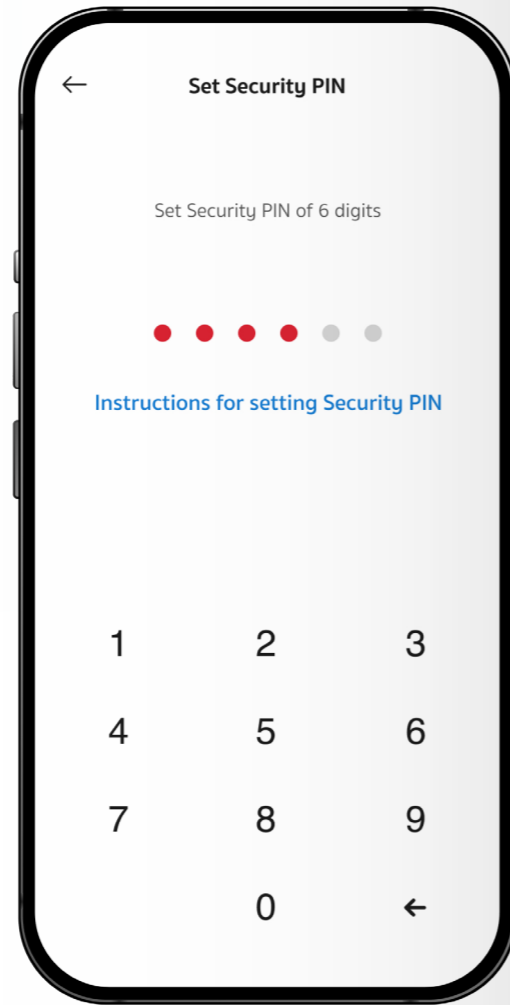 Set Security PIN
Set Security PIN of 6 digits
Instructions for setting Security PIN
1 2 3
4 5 6
7 8 9
0